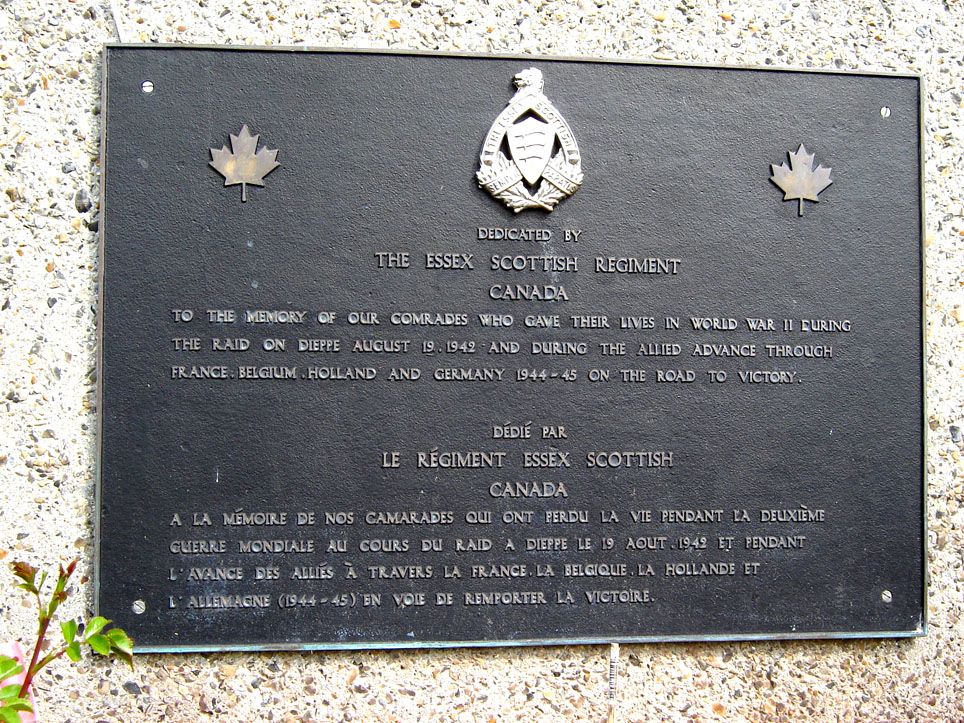 DEDICATED BY
THE ESSEX SCOTTISH REGIMENT
CANADA
TO THE MEMORY OF OUR COMRADES WHO GAVE THEIR LIVES IN WORLD WAR II DURING
THE RAID ON DIEPPE AUGUST 19.1942 AND DURING THE ALLIED ADVANCE THROUGH
FRANCE.BELGIUM.HOLLAND AND GERMANY 1944-45 ON THE ROAD TO VICTORY.
DÉDIÉ PAR
LE RÉGIMENT ESSÈX SCOTTISH
CANADA
A LA MÉMOIRE DE NOS CAMARADES QUI ONT PERDU LA VIE PENDANT L'A DEUXIÈME
GUERRE MONDIALE AU COURS DU RAID A DIEPPE LE 19 AOUT.1942 ET PENDANT
L'AVANCE DES ALLIÉS À TRAVERS LA FRANCE.LA BELGIQUE.LA HOLLANDE ET
L'ALLEMAGNE (1944-45) EN VOIE DE REMPORTER LA VICTOIRE.